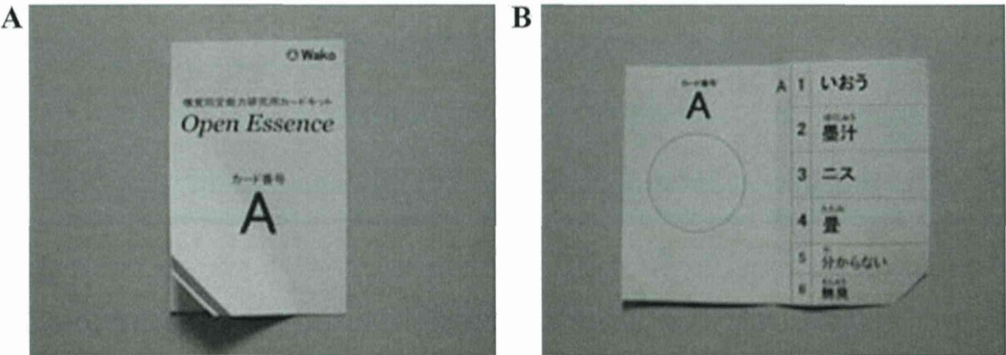 A
Wako
嗅覚同定能力研究用カードキット
Open Essence
カード番号
A
B
カード番号
A
A 1 いおう
2 墨汁
3 ニス
4 畳
5 分からない
6 無臭